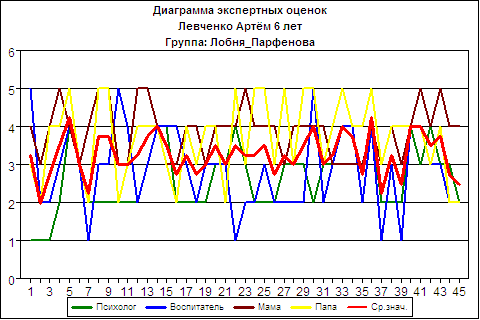 Диаграмма экспертных оценок
Левченко Артём 6 лет
Группа: Лобня_Парфенова
6
5
4
3
2
1
0
1 3 5 7 9 11 13 15 17 19 21 23 25 27 29 31 33 35 37 39 41 43 45
Психолог Воспитатель Мама Папа Ср.знач.